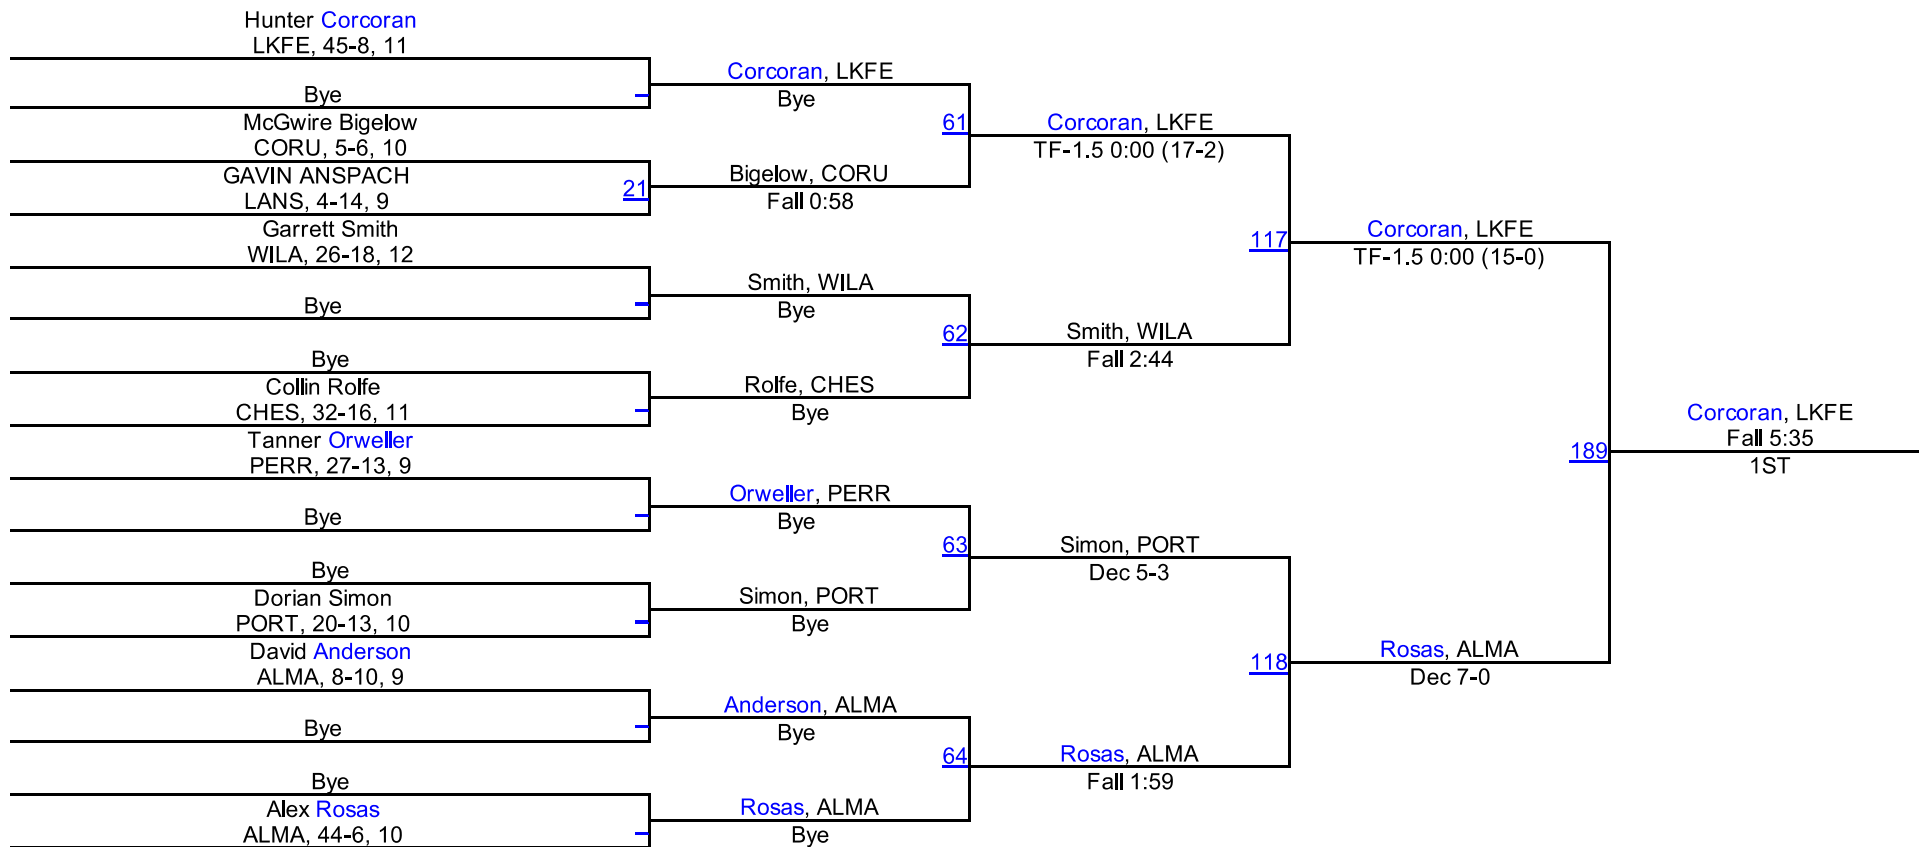 Hunter Corcoran
LKFE, 45-8, 11
Bye
McGwire Bigelow
CORU, 5-6, 10
GAVIN ANSPACH
LANS, 4-14, 9
21
Garrett Smith
WILA, 26-18, 12
Bye
Bye
Collin Rolfe
CHES, 32-16, 11
Tanner Orweller
PERR, 27-13, 9
Bye
Bye
Dorian Simon
PORT, 20-13, 10
David Anderson
ALMA, 8-10, 9
Bye
Bye
Alex Rosas
ALMA, 44-6, 10
Corcoran, LKFE
Bye
61
Bigelow, CORU
Fall 0:58
Smith, WILA
Bye
62
Rolfe, CHES
Bye
Orweller, PERR
Bye
63
Simon, PORT
Bye
Anderson, ALMA
Bye
64
Rosas, ALMA
Bye
Corcoran, LKFE
TF-1.5 0:00 (17-2)
117
Smith, WILA
Fall 2:44
Simon, PORT
Dec 5-3
118
Rosas, ALMA
Fall 1:59
Corcoran, LKFE
TF-1.5 0:00 (15-0)
189
Rosas, ALMA
Dec 7-0
Corcoran, LKFE
Fall 5:35
1ST